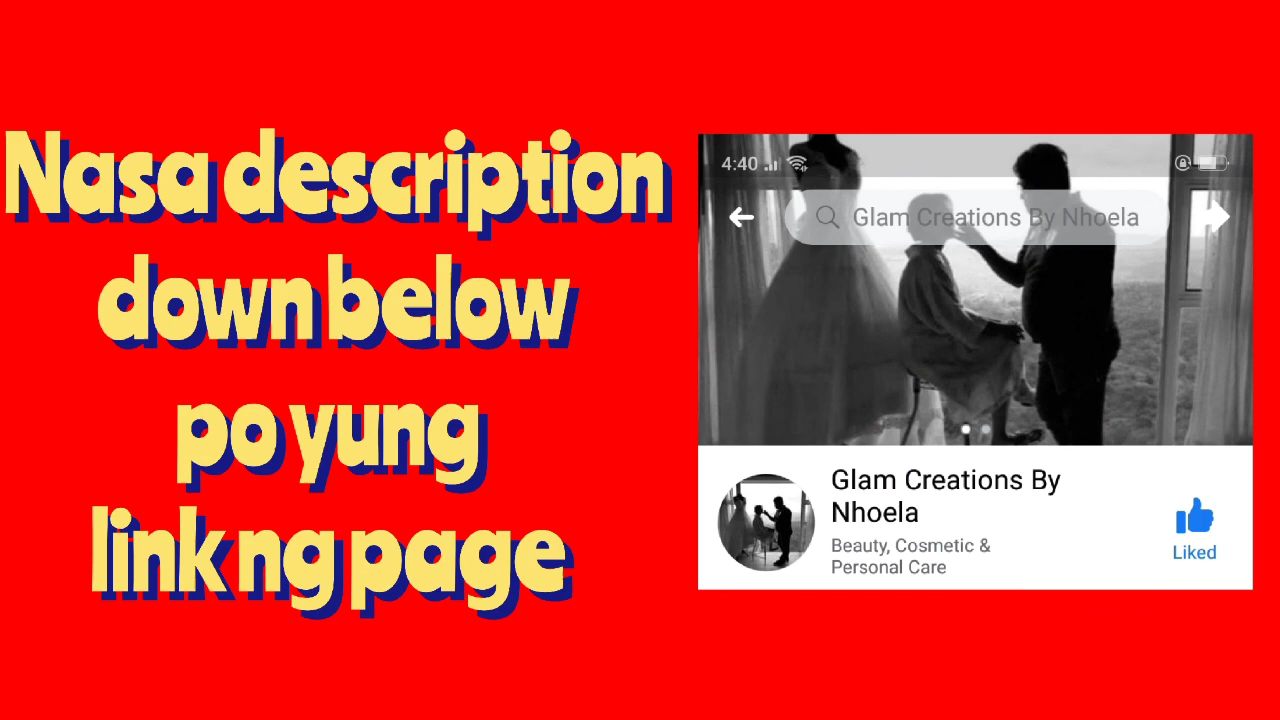 Nasa description
down below
po yung
link ng page
4:40
Glam Creations By Nhoela
Glam Creations By
Nhoela
Beauty, Cosmetic &
Personal Care
Liked